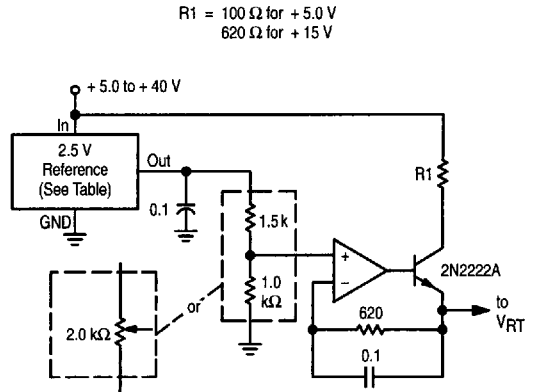 R1 = 100 Ω for + 5.0 V
620 Ω for + 15 V
+ 5.0 to + 40 V
In
2.5 V
Reference
(See Table)
Out
GND
0.1
1.5 k
1.0
kΩ
or
2.0 kΩ
R1
+
−
2N2222A
620
0.1
to
VRT